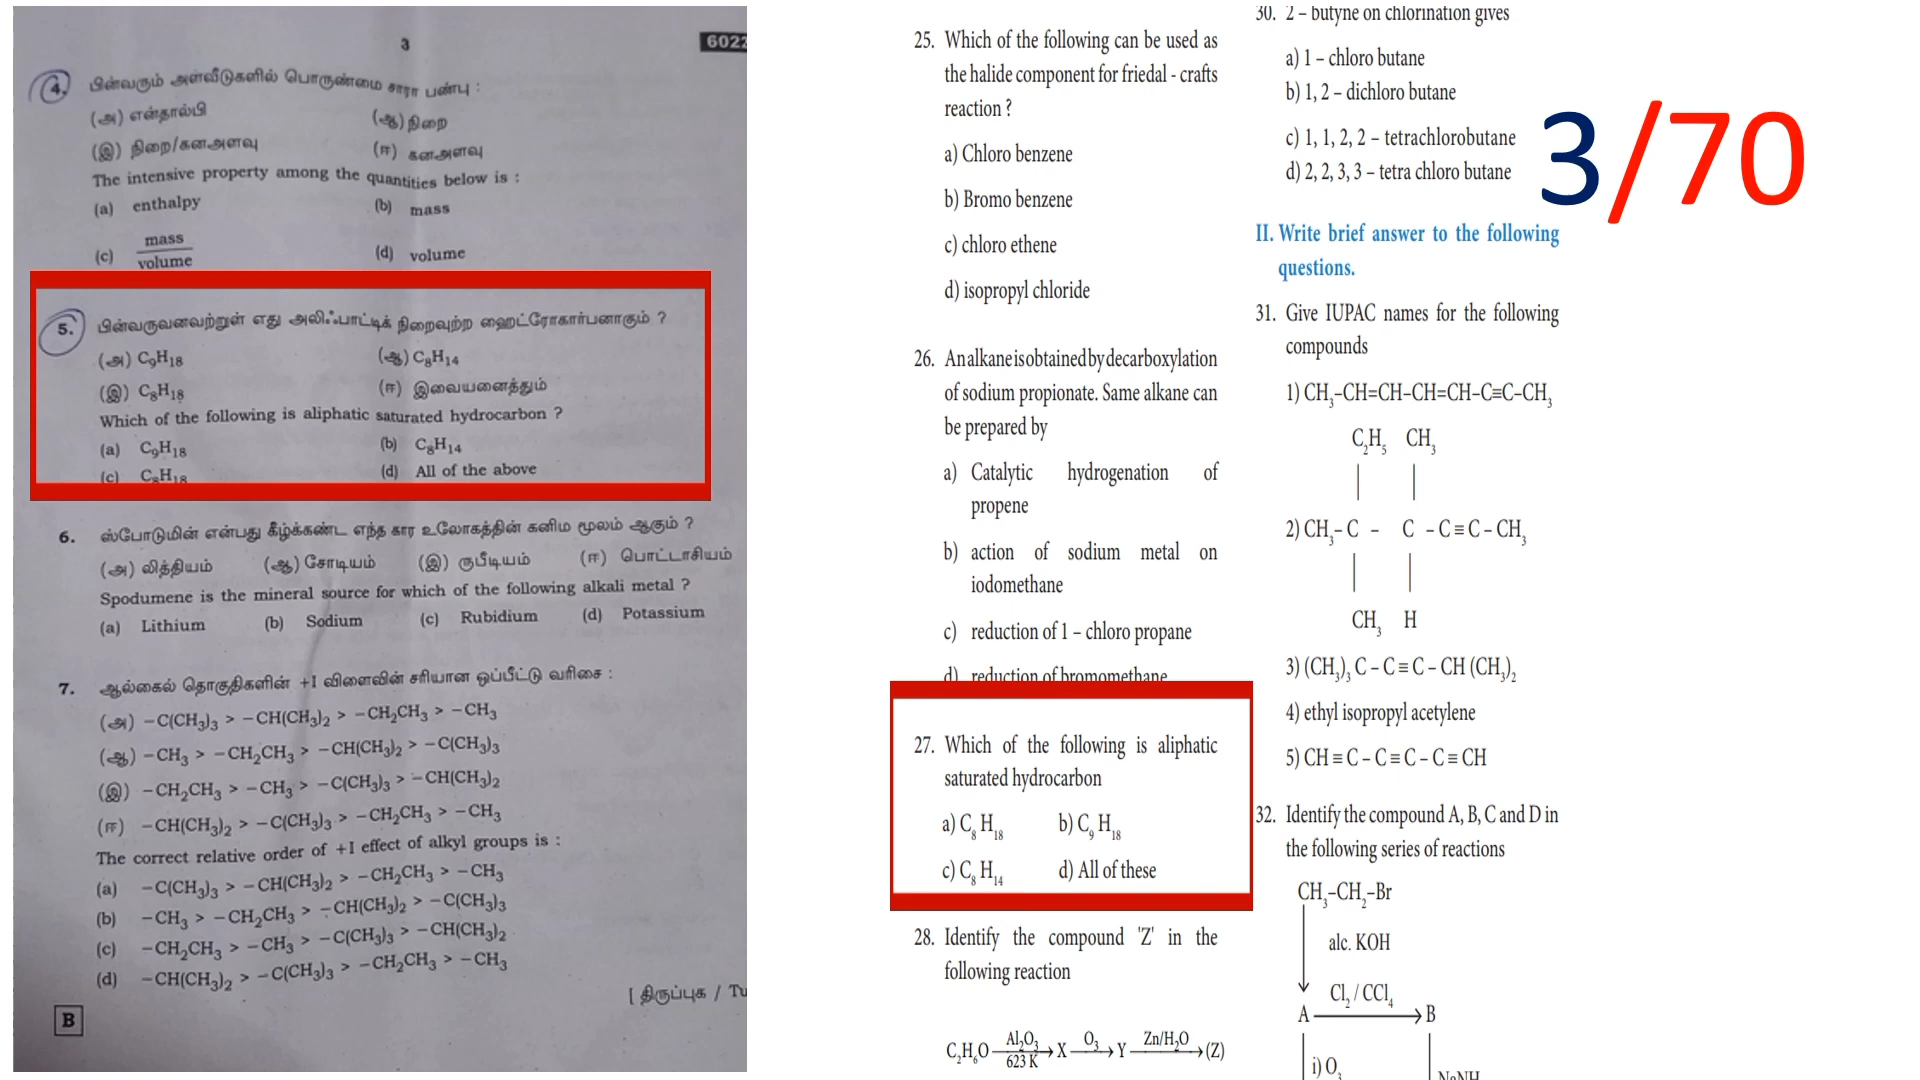 3
6022
4. பின்வரும் அளவீடுகளில் பொருண்மை சாரா பண்பு :
(அ) என்தால்பி (ஆ) நிறை
(இ) நிறை/கனஅளவு (ஈ) கனஅளவு
The intensive property among the quantities below is :
(a) enthalpy (b) mass
(c) mass/volume (d) volume
5. பின்வருவனவற்றுள் எது அலிஃபாட்டிக் நிறைவுற்ற ஹைட்ரோகார்பனாகும் ?
(அ) C₉H₁₈ (ஆ) C₈H₁₄
(இ) C₈H₁₈ (ஈ) இவையனைத்தும்
Which of the following is aliphatic saturated hydrocarbon ?
(a) C₉H₁₈ (b) C₈H₁₄
(c) C₈H₁₈ (d) All of the above
6. ஸ்போடுமின் என்பது கீழ்க்கண்ட எந்த கார உலோகத்தின் கனிம மூலம் ஆகும் ?
(அ) லித்தியம் (ஆ) சோடியம் (இ) ருபீடியம் (ஈ) பொட்டாசியம்
Spodumene is the mineral source for which of the following alkali metal ?
(a) Lithium (b) Sodium (c) Rubidium (d) Potassium
7. ஆல்கைல் தொகுதிகளின் +I விளைவின் சரியான ஒப்பீட்டு வரிசை :
(அ) –C(CH₃)₃ > –CH(CH₃)₂ > –CH₂CH₃ > –CH₃
(ஆ) –CH₃ > –CH₂CH₃ > –CH(CH₃)₂ > –C(CH₃)₃
(இ) –CH₂CH₃ > –CH₃ > –C(CH₃)₃ > –CH(CH₃)₂
(ஈ) –CH(CH₃)₂ > –C(CH₃)₃ > –CH₂CH₃ > –CH₃
The correct relative order of +I effect of alkyl groups is :
(a) –C(CH₃)₃ > –CH(CH₃)₂ > –CH₂CH₃ > –CH₃
(b) –CH₃ > –CH₂CH₃ > –CH(CH₃)₂ > –C(CH₃)₃
(c) –CH₂CH₃ > –CH₃ > –C(CH₃)₃ > –CH(CH₃)₂
(d) –CH(CH₃)₂ > –C(CH₃)₃ > –CH₂CH₃ > –CH₃
[ திருப்புக / Tu
B
25. Which of the following can be used as
the halide component for friedal - crafts
reaction ?
a) Chloro benzene
b) Bromo benzene
c) chloro ethene
d) isopropyl chloride
26. An alkane is obtained by decarboxylation
of sodium propionate. Same alkane can
be prepared by
a) Catalytic hydrogenation of
propene
b) action of sodium metal on
iodomethane
c) reduction of 1 – chloro propane
d) reduction of bromomethane
27. Which of the following is aliphatic
saturated hydrocarbon
a) C₈ H₁₈ b) C₉ H₁₈
c) C₈ H₁₄ d) All of these
28. Identify the compound 'Z' in the
following reaction
C₂H₆O —Al₂O₃/623 K→ X —O₃→ Y —Zn/H₂O→ (Z)
30. 2 – butyne on chlorination gives
a) 1 – chloro butane
b) 1, 2 – dichloro butane
c) 1, 1, 2, 2 – tetrachlorobutane
d) 2, 2, 3, 3 – tetra chloro butane
3/70
II. Write brief answer to the following
questions.
31. Give IUPAC names for the following
compounds
1) CH₃–CH=CH–CH=CH–C≡C–CH₃
C₂H₅ CH₃
2) CH₃– C – C – C ≡ C – CH₃
CH₃ H
3) (CH₃)₃ C – C ≡ C – CH (CH₃)₂
4) ethyl isopropyl acetylene
5) CH ≡ C – C ≡ C – C ≡ CH
32. Identify the compound A, B, C and D in
the following series of reactions
CH₃–CH₂–Br
alc. KOH
Cl₂ / CCl₄
A → B
i) O₃
NaNH